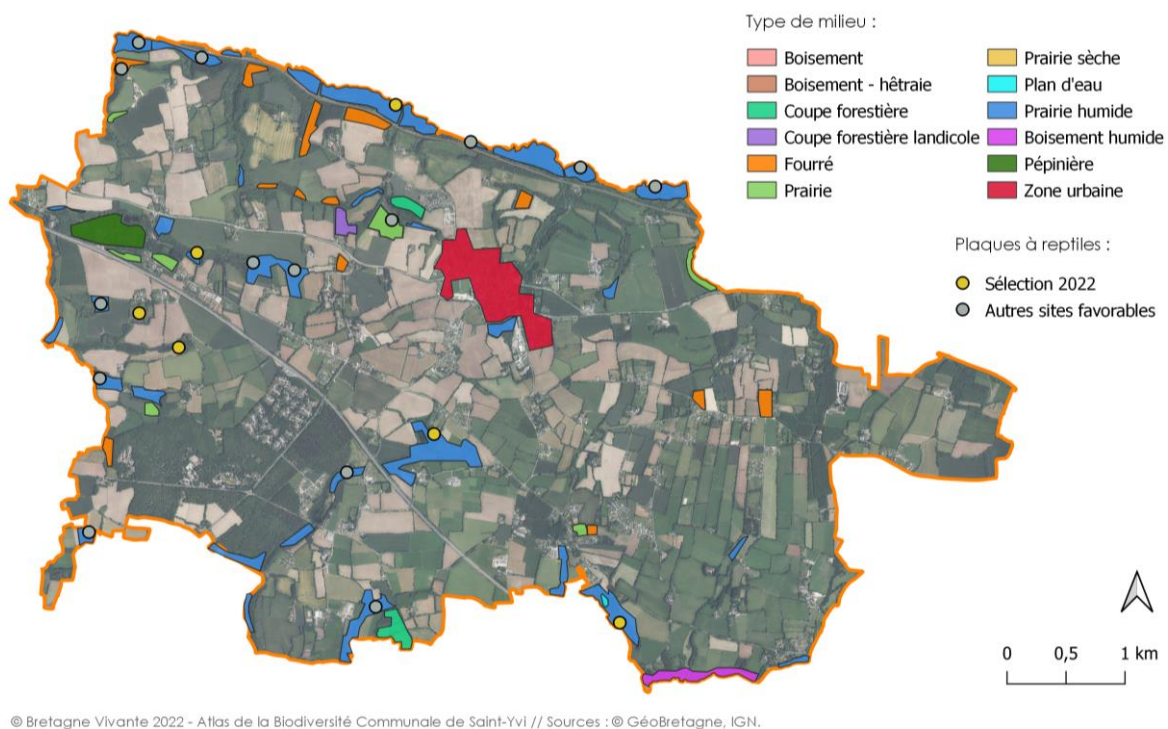 Type de milieu :
Boisement
Boisement - hêtraie
Coupe forestière
Coupe forestière landicole
Fourré
Prairie
Prairie sèche
Plan d'eau
Prairie humide
Boisement humide
Pépinière
Zone urbaine
Plaques à reptiles :
Sélection 2022
Autres sites favorables
0 0,5 1 km
© Bretagne Vivante 2022 - Atlas de la Biodiversité Communale de Saint-Yvi // Sources : © GéoBretagne, IGN.